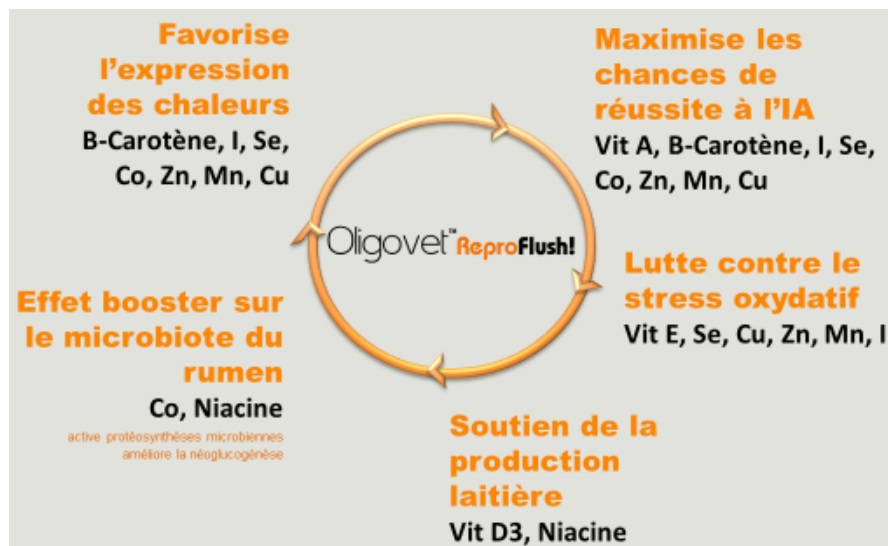 Favorise
l'expression
des chaleurs
B-Carotène, I, Se,
Co, Zn, Mn, Cu
Maximise les
chances de
réussite à l'IA
Vit A, B-Carotène, I, Se,
Co, Zn, Mn, Cu
Oligovet™ ReproFlush!
Lutte contre le
stress oxydatif
Vit E, Se, Cu, Zn, Mn, I
Effet booster sur
le microbiote du
rumen
Co, Niacine
active protéosynthèses microbiennes
améliore la néoglucogénèse
Soutien de la
production
laitière
Vit D3, Niacine